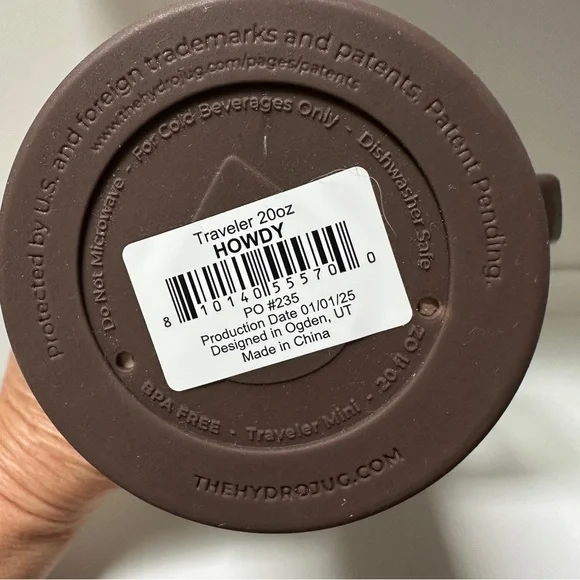 Protected by U.S. and foreign trademarks and patents. Patent Pending.
www.thehydrojug.com/pages/patents
Do Not Microwave - For Cold Beverages Only - Dishwasher Safe
Traveler 20oz
HOWDY
8 10140 55570 0
PO #235
Production Date 01/01/25
Designed in Ogden, UT
Made in China
BPA FREE - Traveler Mini - 20 fl oz
THEHYDROJUG.COM